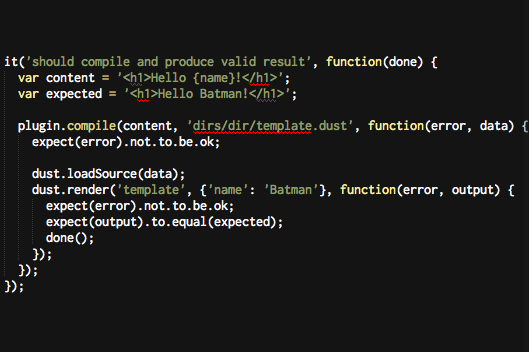 it('should compile and produce valid result', function(done) {
  var content = '<h1>Hello {name}!</h1>';
  var expected = '<h1>Hello Batman!</h1>';

  plugin.compile(content, 'dirs/dir/template.dust', function(error, data) {
    expect(error).not.to.be.ok;

    dust.loadSource(data);
    dust.render('template', {'name': 'Batman'}, function(error, output) {
      expect(error).not.to.be.ok;
      expect(output).to.equal(expected);
      done();
    });
  });
});